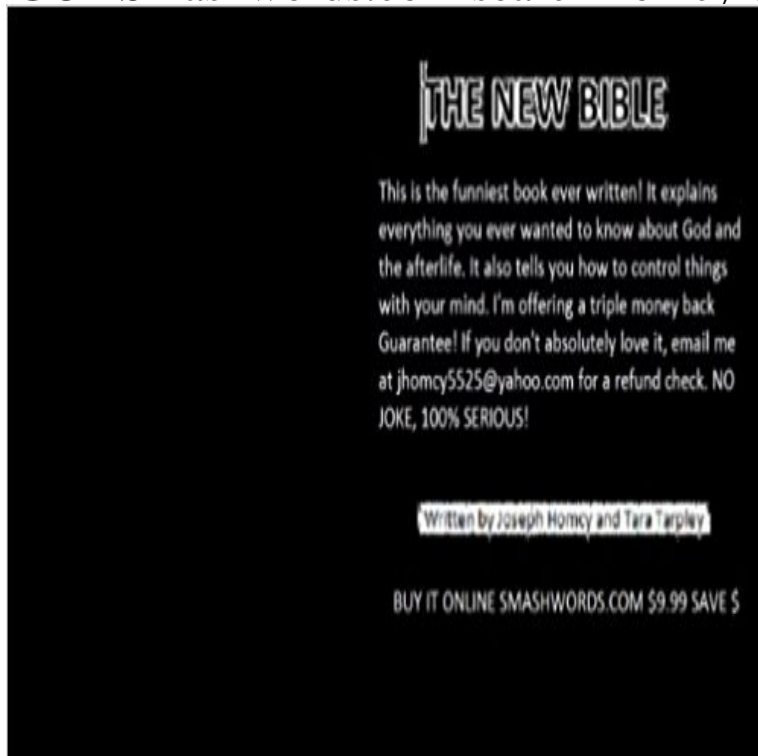 THE NEW BIBLE
This is the funniest book ever written! It explains
everything you ever wanted to know about God and
the afterlife. It also tells you how to control things
with your mind. I'm offering a triple money back
Guarantee! If you don't absolutely love it, email me
at jhomcy5525@yahoo.com for a refund check. NO
JOKE, 100% SERIOUS!
Written by Joseph Homcy and Tara Tarpley
BUY IT ONLINE SMASHWORDS.COM $9.99 SAVE $